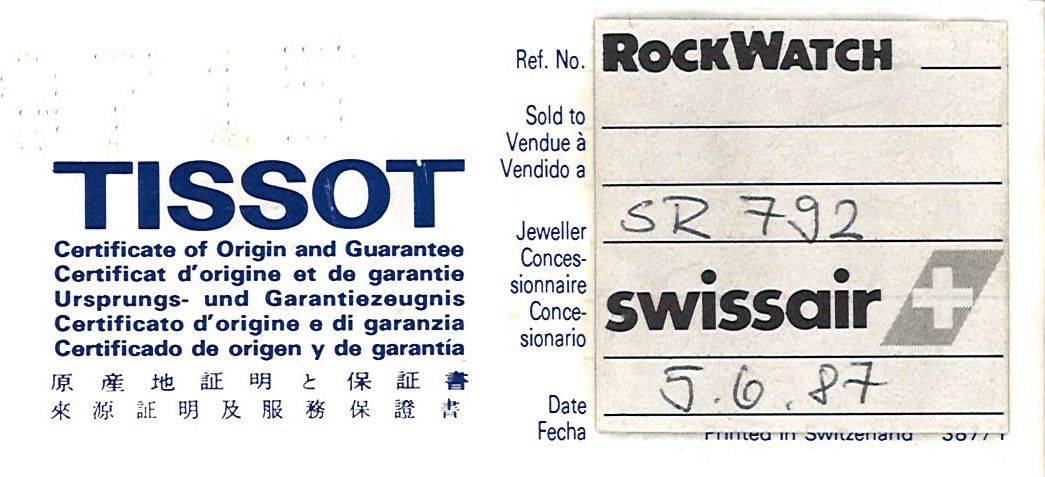 TISSOT
Certificate of Origin and Guarantee
Certificat d'origine et de garantie
Ursprungs- und Garantiezeugnis
Certificato d'origine e di garanzia
Certificado de origen y de garantía
原産地証明と保証書
來源証明及服務保證書
Ref. No.
ROCKWATCH
Sold to
Vendue à
Vendido a
SR 792
Jeweller
Conces-
sionnaire
Conce-
sionario
swissair
Date
Fecha
5.6.87
Printed in Switzerland